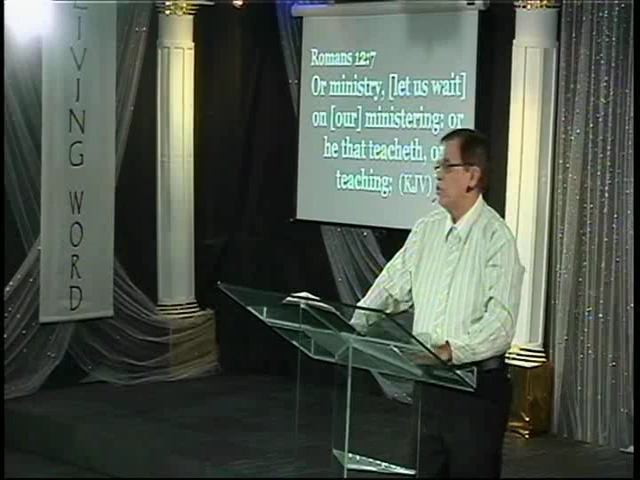 LIVING WORD
Romans 12:7
Or ministry, [let us wait]
on [our] ministering: or
he that teacheth, on
teaching; (KJV)